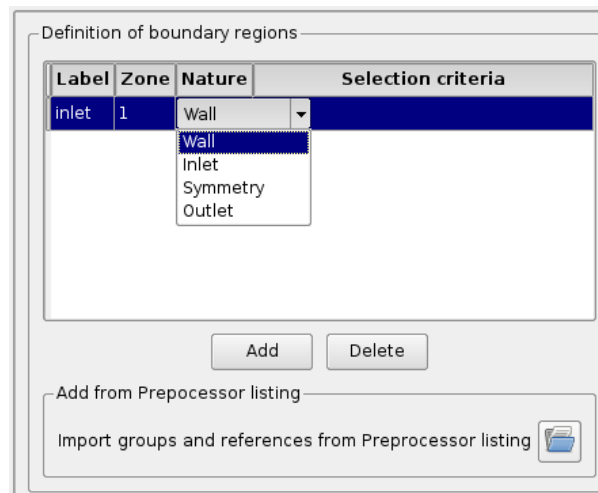 Definition of boundary regions
Label Zone Nature Selection criteria
inlet 1 Wall
Wall
Inlet
Symmetry
Outlet
Add Delete
Add from Prepocessor listing
Import groups and references from Preprocessor listing